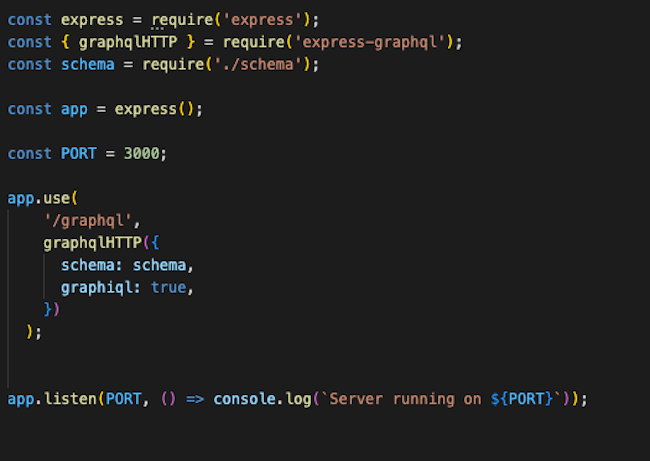 const express = require('express');
const { graphqlHTTP } = require('express-graphql');
const schema = require('./schema');
const app = express();
const PORT = 3000;
app.use(
'/graphql',
graphqlHTTP({
schema: schema,
graphiql: true,
})
);
app.listen(PORT, () => console.log(`Server running on ${PORT}`));